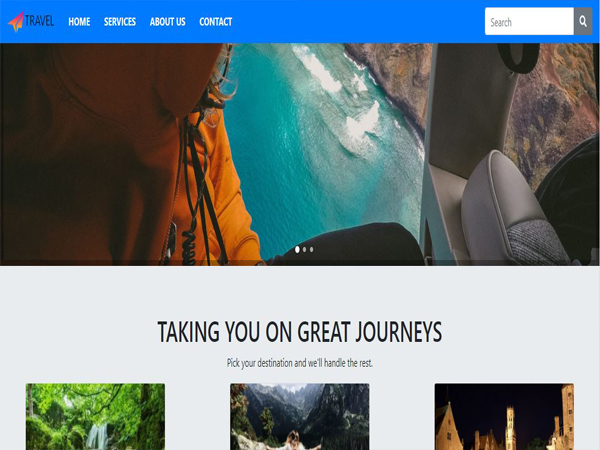 TRAVEL HOME SERVICES ABOUT US CONTACT Search
TAKING YOU ON GREAT JOURNEYS
Pick your destination and we'll handle the rest.